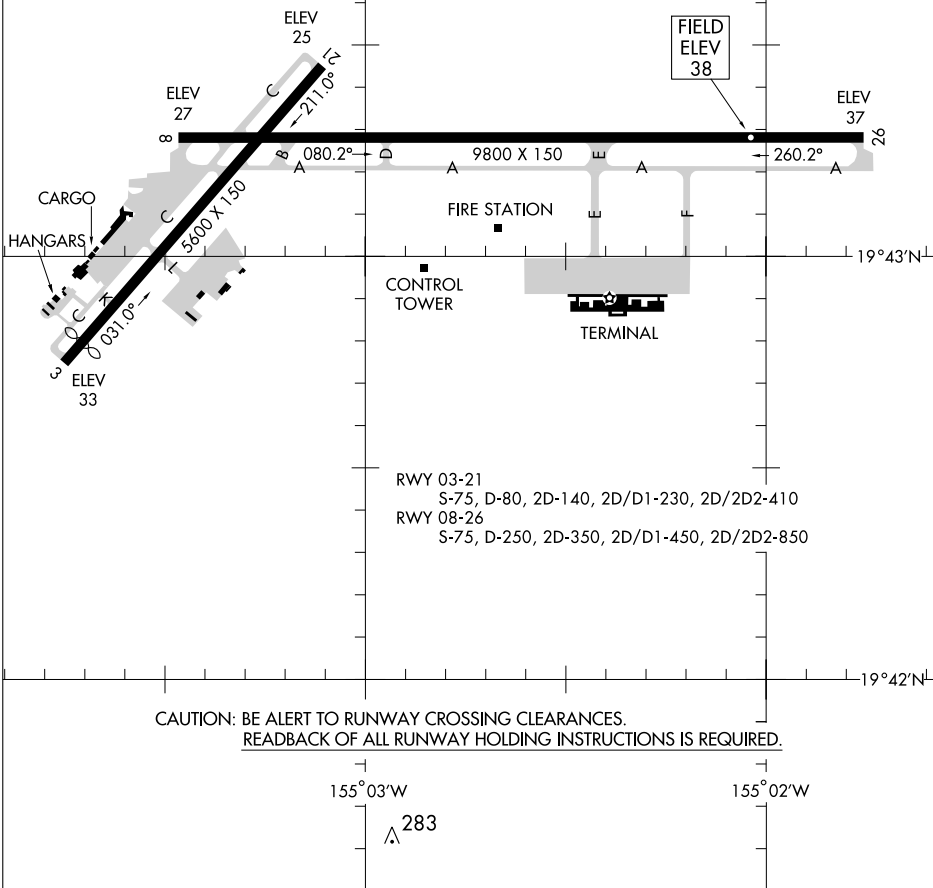 ELEV
25
21
C
211.0°
FIELD
ELEV
38
ELEV
27
ELEV
37
8
26
B
080.2°
D
9800 X 150
E
260.2°
A
A
A
A
CARGO
HANGARS
C
5600 X 150
L
K
C
031.0°
3
ELEV
33
FIRE STATION
E
F
CONTROL
TOWER
19°43'N
TERMINAL
RWY 03-21
S-75, D-80, 2D-140, 2D/D1-230, 2D/2D2-410
RWY 08-26
S-75, D-250, 2D-350, 2D/D1-450, 2D/2D2-850
19°42'N
CAUTION: BE ALERT TO RUNWAY CROSSING CLEARANCES.
READBACK OF ALL RUNWAY HOLDING INSTRUCTIONS IS REQUIRED.
155°03'W
155°02'W
283